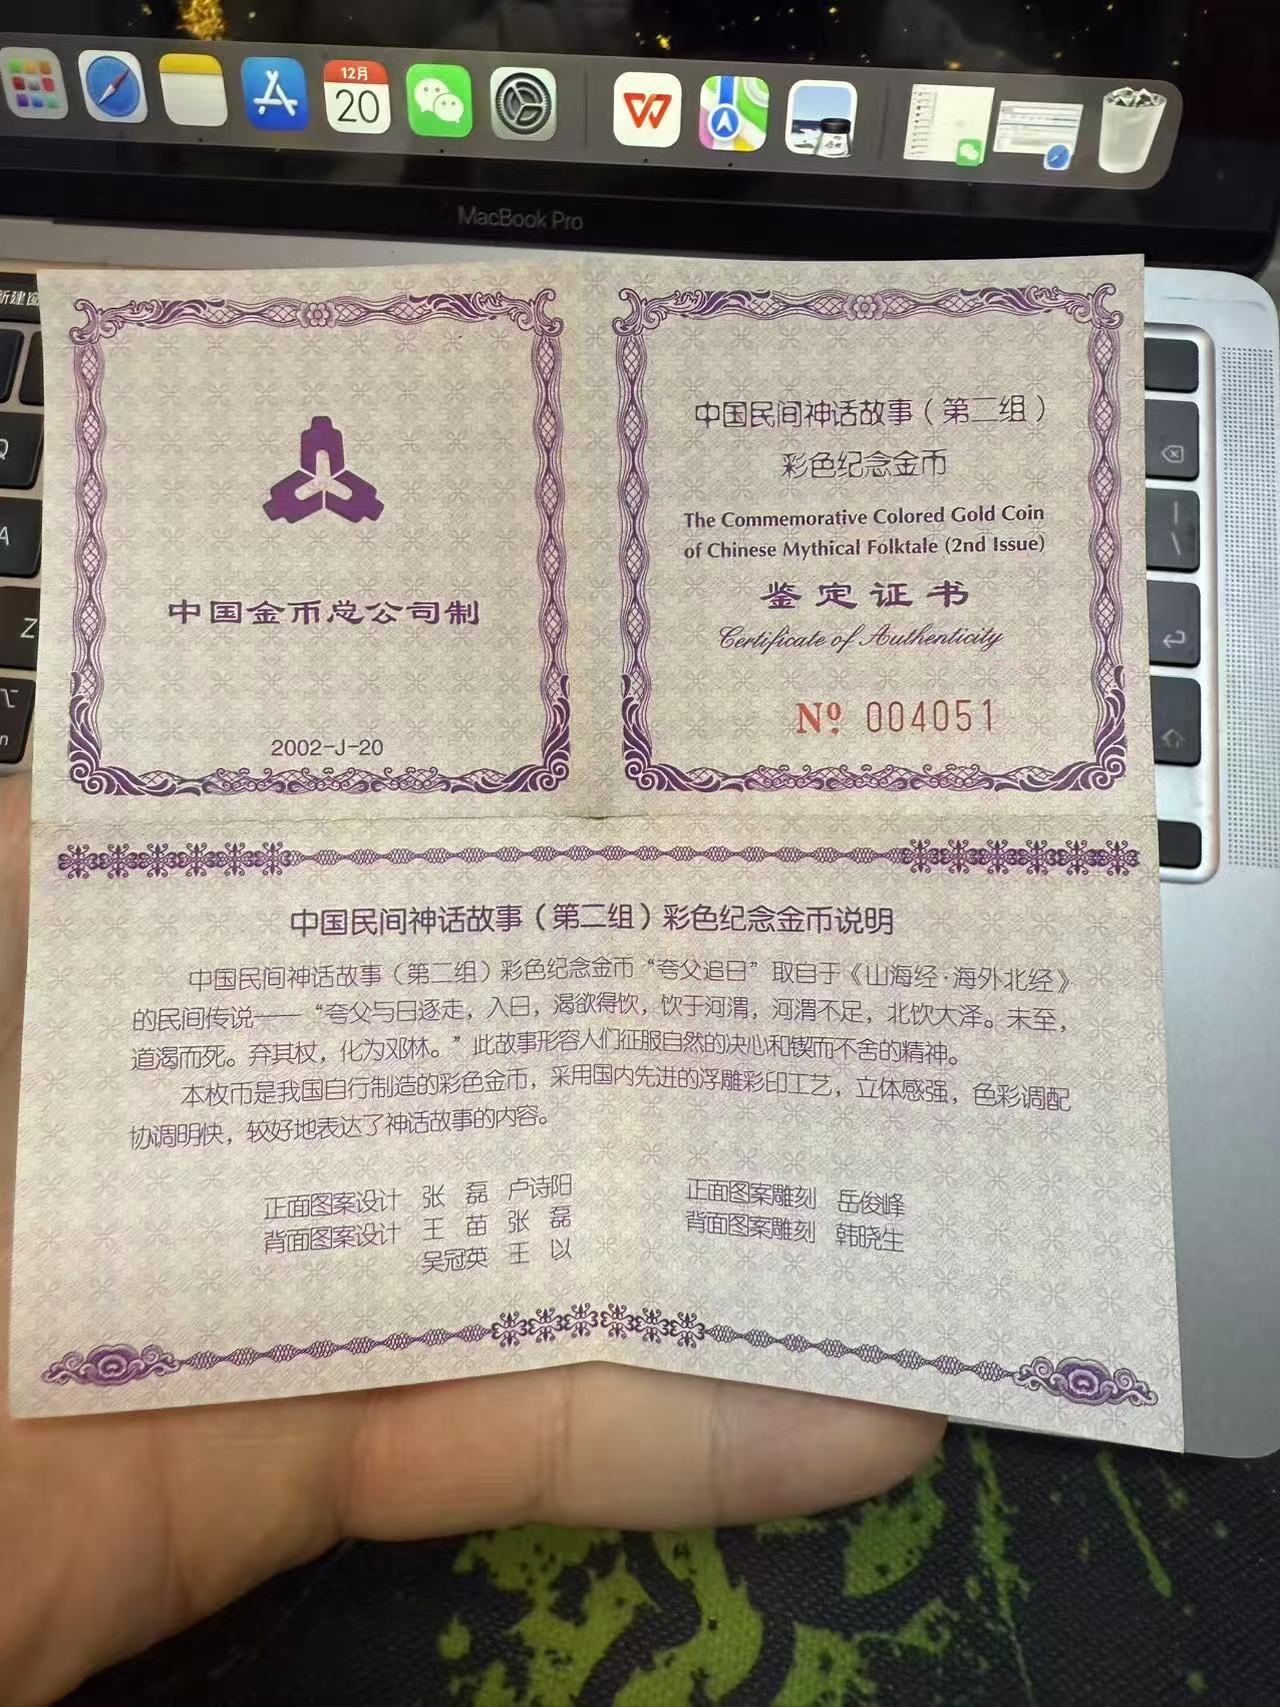 12月
20
MacBook Pro
新建窗
Q
A
Z
中国金币总公司制
2002-J-20
中国民间神话故事（第二组）
彩色纪念金币
The Commemorative Colored Gold Coin
of Chinese Mythical Folktale (2nd Issue)
鉴定证书
Certificate of Authenticity
Nº 004051
中国民间神话故事（第二组）彩色纪念金币说明
中国民间神话故事（第二组）彩色纪念金币“夸父追日”取自于《山海经·海外北经》
的民间传说——“夸父与日逐走，入日，渴欲得饮，饮于河渭，河渭不足，北饮大泽。未至，
道渴而死。弃其杖，化为邓林。”此故事形容人们征服自然的决心和锲而不舍的精神。
本枚币是我国自行制造的彩色金币，采用国内先进的浮雕彩印工艺，立体感强，色彩调配
协调明快，较好地表达了神话故事的内容。
正面图案设计 张磊 卢诗阳
背面图案设计 王苗 张磊
吴冠英 王以
正面图案雕刻 岳俊峰
背面图案雕刻 韩晓生